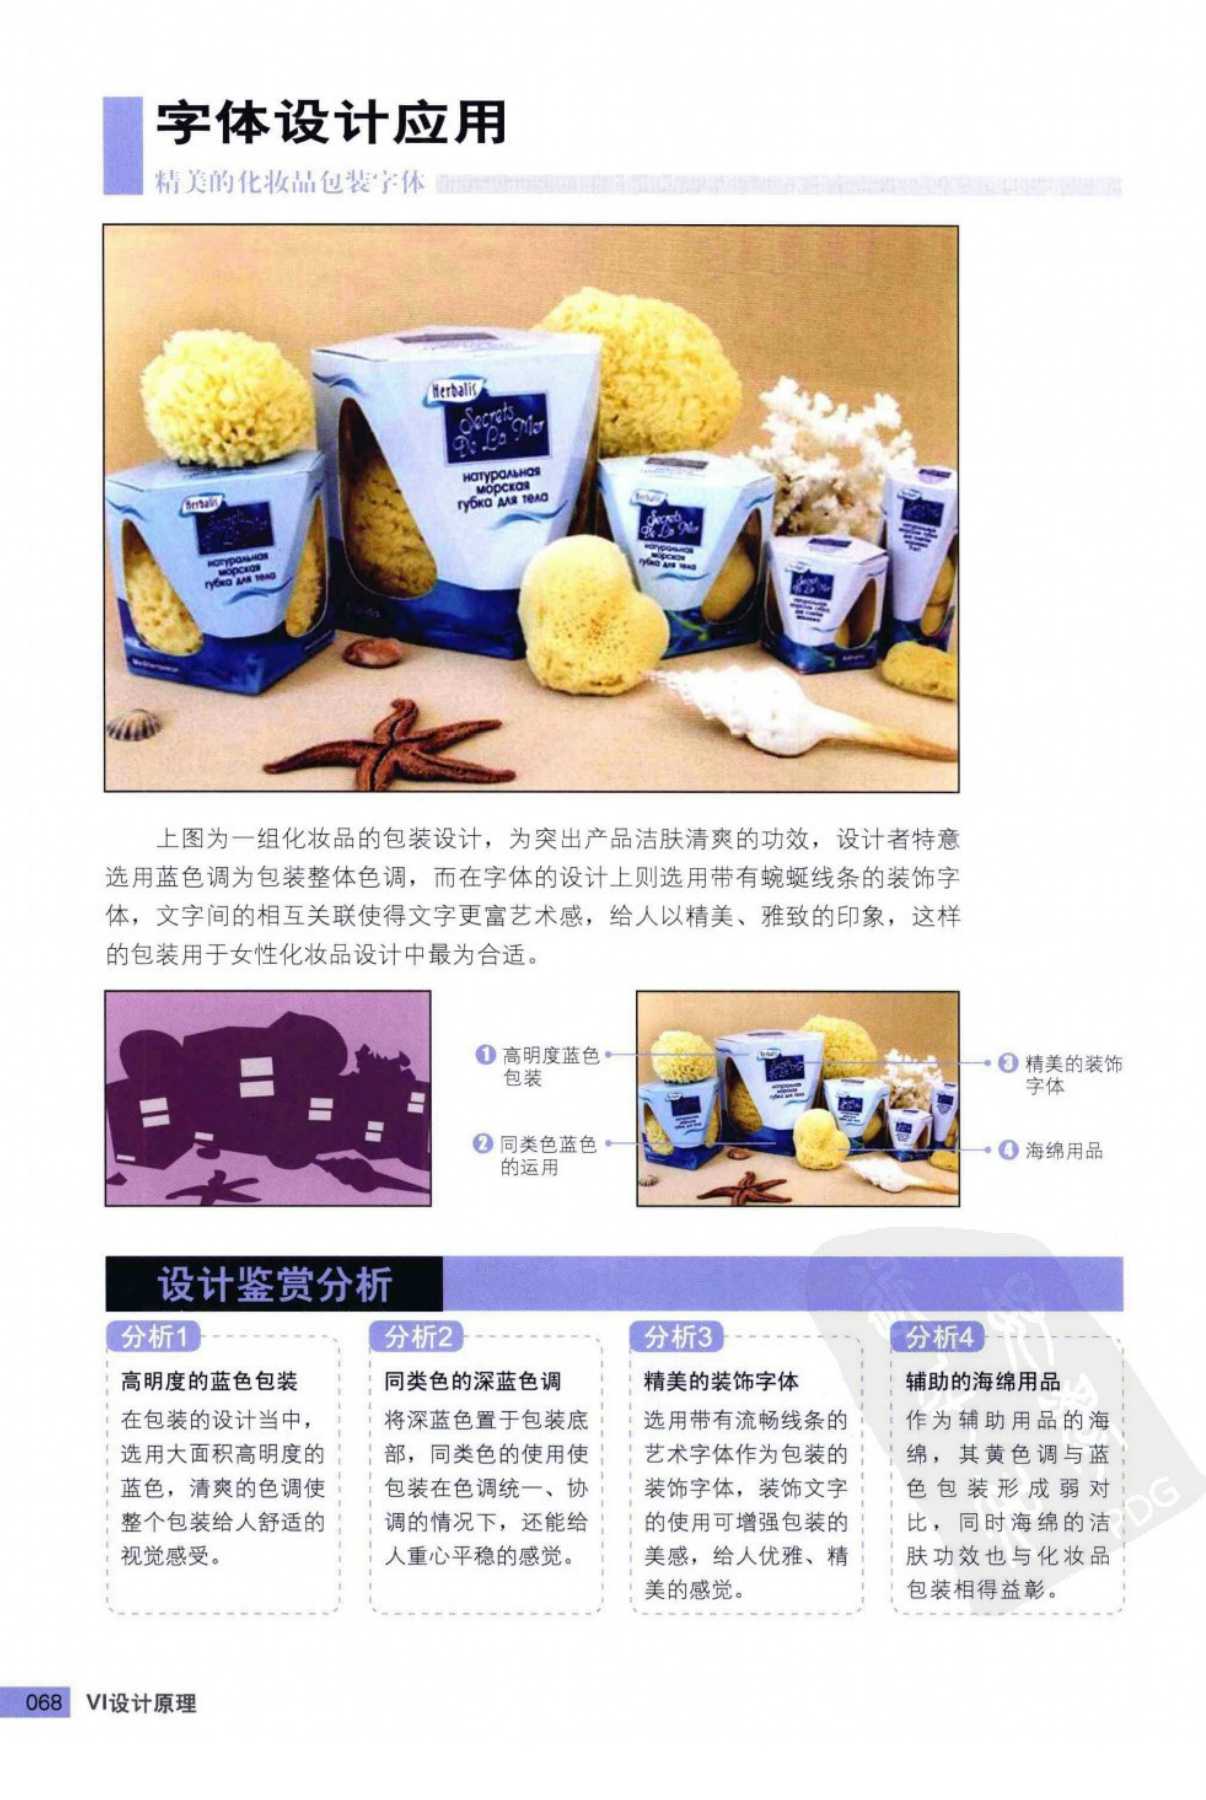 字体设计应用
精美的化妆品包装字体
Herbalis
Secrets
De La Mer
натуральная
морская
губка для тела
Herbalis
натуральная
морская
губка для тела
Herbalis
Secrets
De La Mer
натуральная
морская
губка для тела
上图为一组化妆品的包装设计，为突出产品洁肤清爽的功效，设计者特意
选用蓝色调为包装整体色调，而在字体的设计上则选用带有蜿蜒线条的装饰字
体，文字间的相互关联使得文字更富艺术感，给人以精美、雅致的印象，这样
的包装用于女性化妆品设计中最为合适。
1 高明度蓝色
包装
2 同类色蓝色
的运用
3 精美的装饰
字体
4 海绵用品
设计鉴赏分析
分析1
高明度的蓝色包装
在包装的设计当中，
选用大面积高明度的
蓝色，清爽的色调使
整个包装给人舒适的
视觉感受。
分析2
同类色的深蓝色调
将深蓝色置于包装底
部，同类色的使用使
包装在色调统一、协
调的情况下，还能给
人重心平稳的感觉。
分析3
精美的装饰字体
选用带有流畅线条的
艺术字体作为包装的
装饰字体，装饰文字
的使用可增强包装的
美感，给人优雅、精
美的感觉。
分析4
辅助的海绵用品
作为辅助用品的海
绵，其黄色调与蓝
色包装形成弱对
比，同时海绵的洁
肤功效也与化妆品
包装相得益彰。
PDG
068 VI设计原理